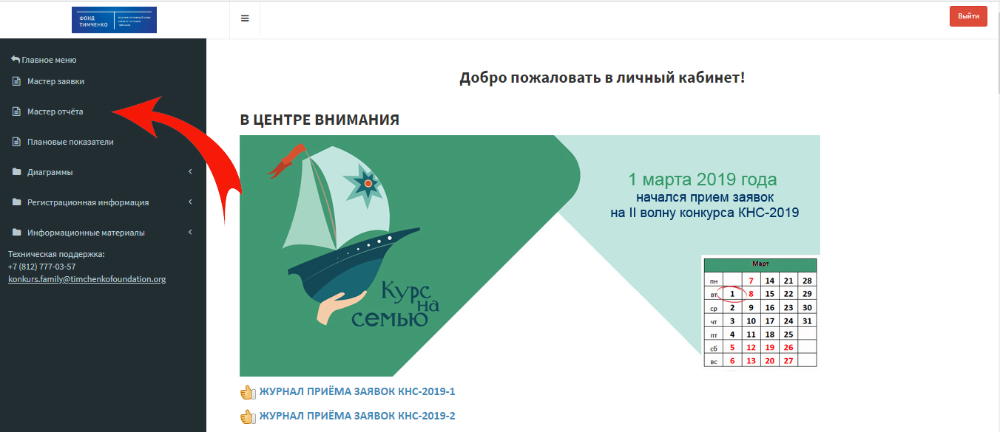 ФОНД
ТИМЧЕНКО
Выйти
Главное меню
Мастер заявки
Мастер отчёта
Плановые показатели
Диаграммы
Регистрационная информация
Информационные материалы
Техническая поддержка:
+7 (812) 777-03-57
konkurs.family@timchenkofoundation.org
Добро пожаловать в личный кабинет!
В ЦЕНТРЕ ВНИМАНИЯ
Курс
на
семью
1 марта 2019 года
начался прием заявок
на II волну конкурса КНС-2019
Март
пн 7 14 21 28
вт 1 8 15 22 29
ср 2 9 16 23 30
чт 3 10 17 24 31
пт 4 11 18 25
сб 5 12 19 26
вс 6 13 20 27
ЖУРНАЛ ПРИЁМА ЗАЯВОК КНС-2019-1
ЖУРНАЛ ПРИЁМА ЗАЯВОК КНС-2019-2